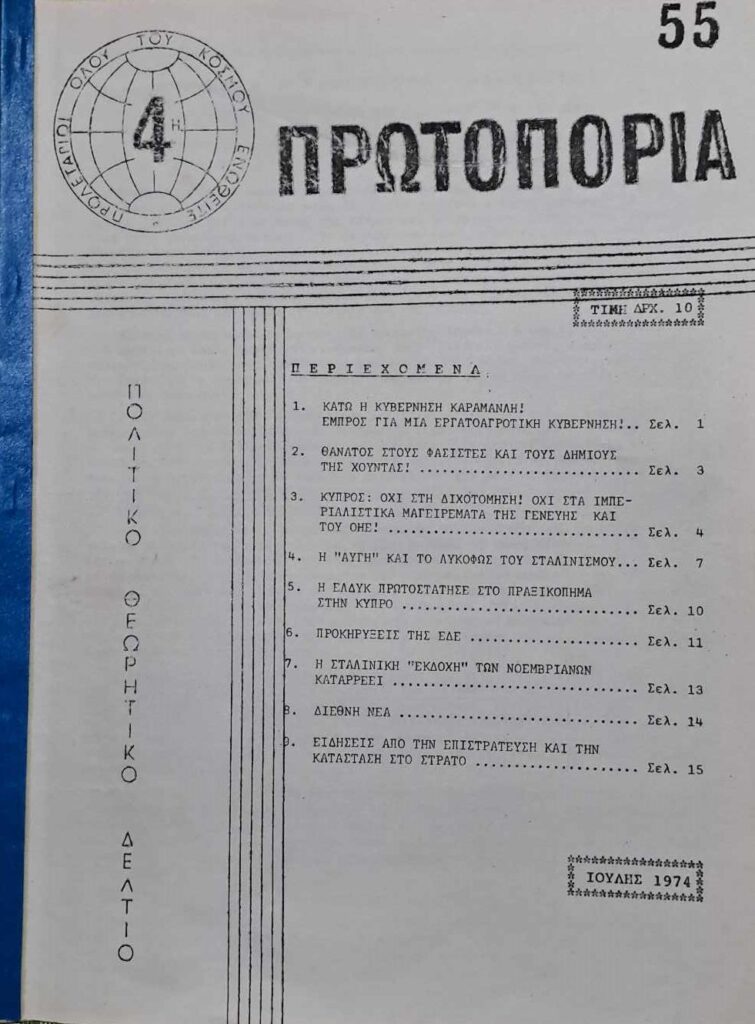 55
ΠΡΟΛΕΤΑΡΙΟΙ ΟΛΟΥ ΤΟΥ ΚΟΣΜΟΥ ΕΝΩΘΕΙΤΕ
4Η
ΠΡΩΤΟΠΟΡΙΑ
ΤΙΜΗ ΔΡΧ. 10
ΠΟΛΙΤΙΚΟ ΘΕΩΡΗΤΙΚΟ ΔΕΛΤΙΟ
ΠΕΡΙΕΧΟΜΕΝΑ
1. ΚΑΤΩ Η ΚΥΒΕΡΝΗΣΗ ΚΑΡΑΜΑΝΛΗ!
ΕΜΠΡΟΣ ΓΙΑ ΜΙΑ ΕΡΓΑΤΟΑΓΡΟΤΙΚΗ ΚΥΒΕΡΝΗΣΗ!.. Σελ. 1
2. ΘΑΝΑΤΟΣ ΣΤΟΥΣ ΦΑΣΙΣΤΕΣ ΚΑΙ ΤΟΥΣ ΔΗΜΙΟΥΣ
ΤΗΣ ΧΟΥΝΤΑΣ! ............................ Σελ. 3
3. ΚΥΠΡΟΣ: ΟΧΙ ΣΤΗ ΔΙΧΟΤΟΜΗΣΗ! ΟΧΙ ΣΤΑ ΙΜΠΕ-
ΡΙΑΛΙΣΤΙΚΑ ΜΑΓΕΙΡΕΜΑΤΑ ΤΗΣ ΓΕΝΕΥΗΣ ΚΑΙ
ΤΟΥ ΟΗΕ! ................................ Σελ. 4
4. Η "ΑΥΓΗ" ΚΑΙ ΤΟ ΛΥΚΟΦΩΣ ΤΟΥ ΣΤΑΛΙΝΙΣΜΟΥ... Σελ. 7
5. Η ΕΛΔΥΚ ΠΡΩΤΟΣΤΑΤΗΣΕ ΣΤΟ ΠΡΑΞΙΚΟΠΗΜΑ
ΣΤΗΝ ΚΥΠΡΟ .............................. Σελ. 10
6. ΠΡΟΚΗΡΥΞΕΙΣ ΤΗΣ ΕΔΕ ..................... Σελ. 11
7. Η ΣΤΑΛΙΝΙΚΗ "ΕΚΔΟΧΗ" ΤΩΝ ΝΟΕΜΒΡΙΑΝΩΝ
ΚΑΤΑΡΡΕΕΙ ............................... Σελ. 13
8. ΔΙΕΘΝΗ ΝΕΑ .............................. Σελ. 14
9. ΕΙΔΗΣΕΙΣ ΑΠΟ ΤΗΝ ΕΠΙΣΤΡΑΤΕΥΣΗ ΚΑΙ ΤΗΝ
ΚΑΤΑΣΤΑΣΗ ΣΤΟ ΣΤΡΑΤΟ .................... Σελ. 15
ΙΟΥΛΗΣ 1974